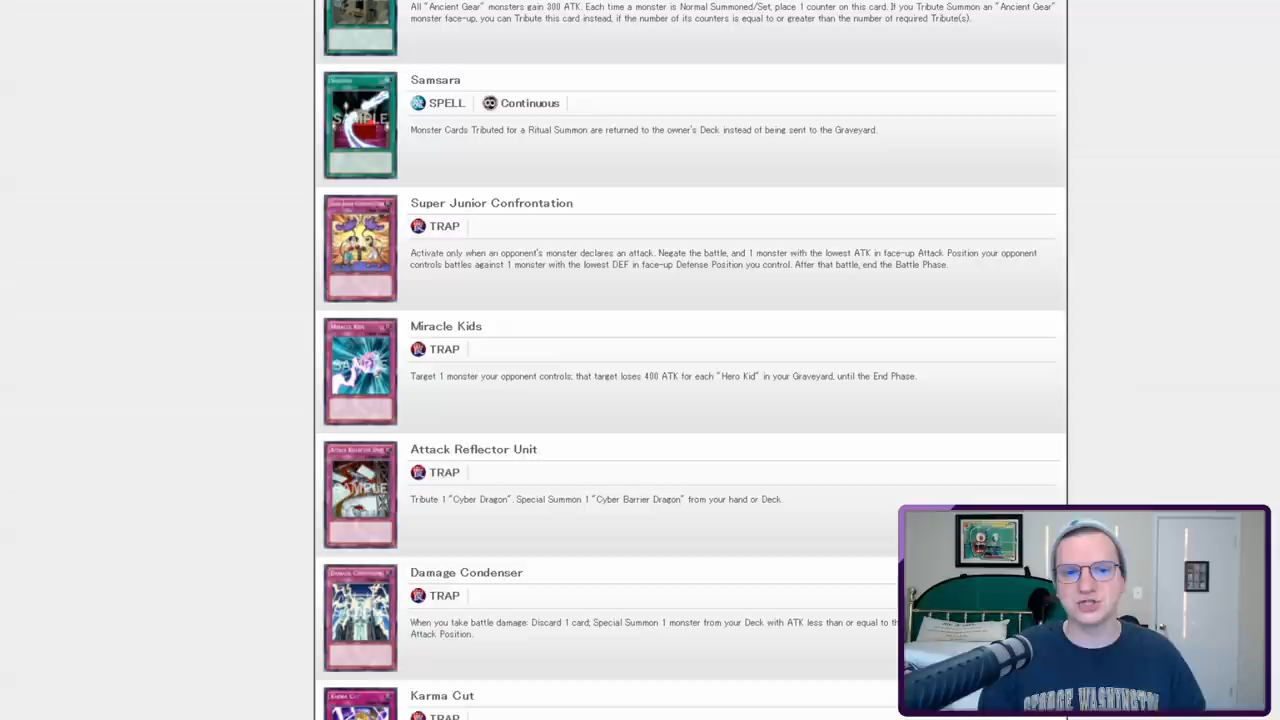 All "Ancient Gear" monsters gain 300 ATK. Each time a monster is Normal Summoned/Set, place 1 counter on this card. If you Tribute Summon an "Ancient Gear"
monster face-up, you can Tribute this card instead, if the number of its counters is equal to or greater than the number of required Tribute(s).
Samsara
SPELL
Continuous
Monster Cards Tributed for a Ritual Summon are returned to the owner's Deck instead of being sent to the Graveyard.
Super Junior Confrontation
TRAP
Activate only when an opponent's monster declares an attack. Negate the battle, and 1 monster with the lowest ATK in face-up Attack Position your opponent
controls battles against 1 monster with the lowest DEF in face-up Defense Position you control. After that battle, end the Battle Phase.
Miracle Kids
TRAP
Target 1 monster your opponent controls; that target loses 400 ATK for each "Hero Kid" in your Graveyard, until the End Phase.
Attack Reflector Unit
TRAP
Tribute 1 "Cyber Dragon". Special Summon 1 "Cyber Barrier Dragon" from your hand or Deck.
Damage Condenser
TRAP
When you take battle damage: Discard 1 card; Special Summon 1 monster from your Deck with ATK less than or equal to th
Attack Position.
Karma Cut
TRAP